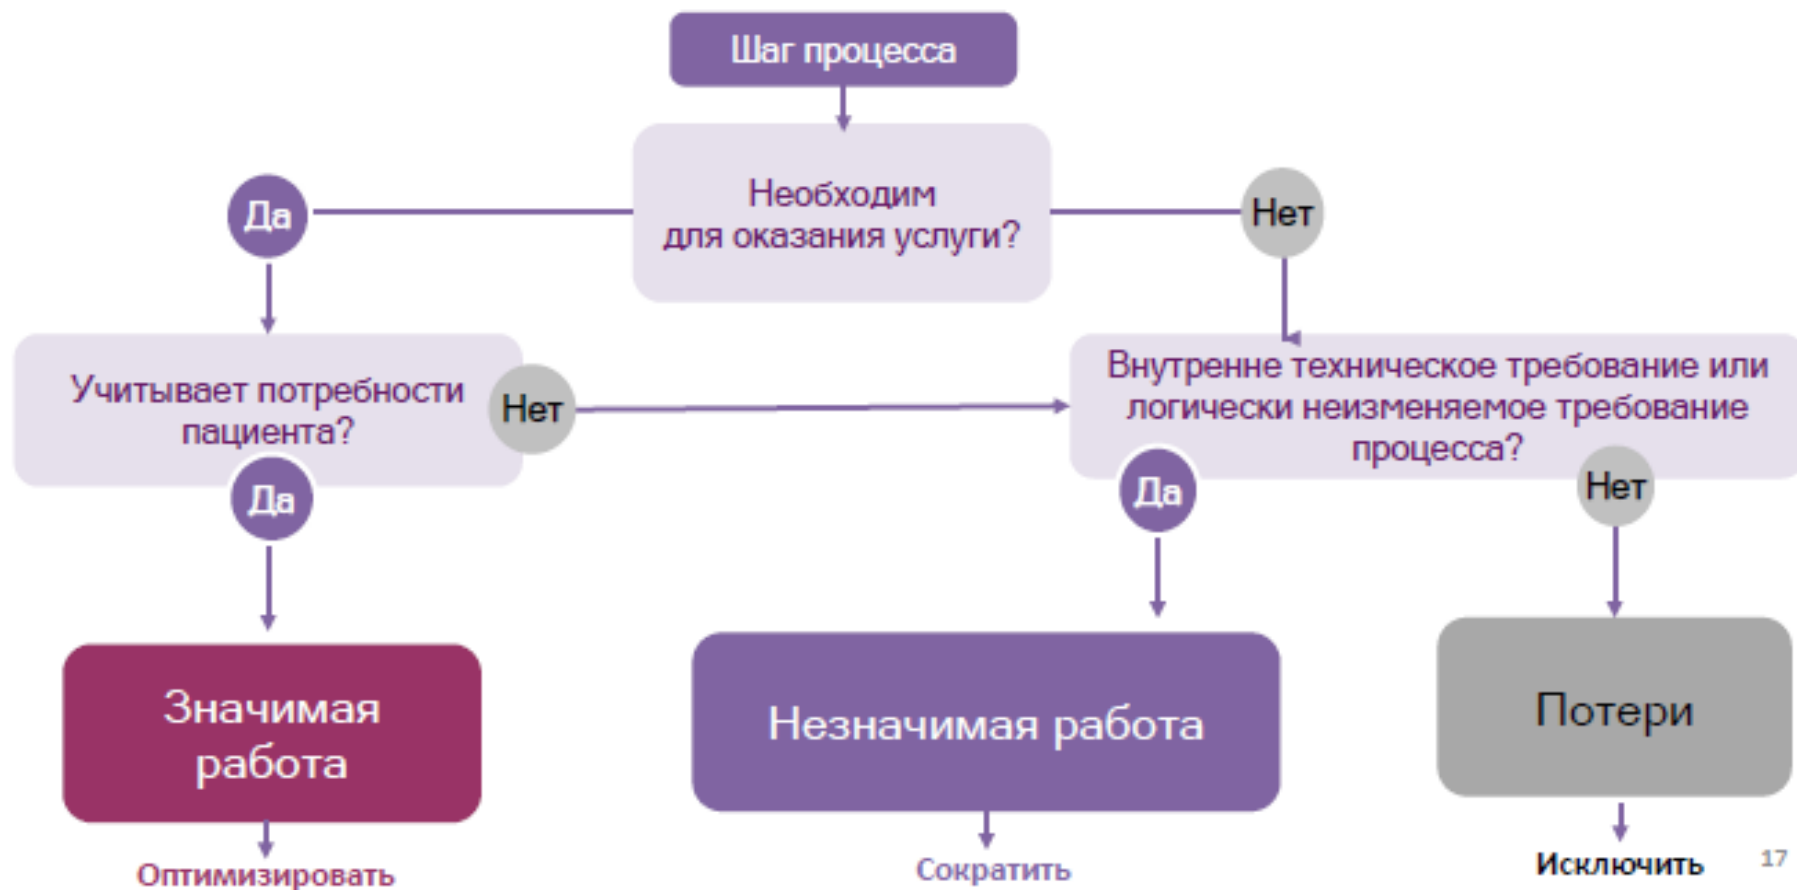 Шаг процесса
Необходим
для оказания услуги?
Да
Нет
Учитывает потребности
пациента?
Нет
Внутренне техническое требование или
логически неизменяемое требование
процесса?
Да
Да
Нет
Значимая
работа
Незначимая работа
Потери
Оптимизировать
Сократить
Исключить
17